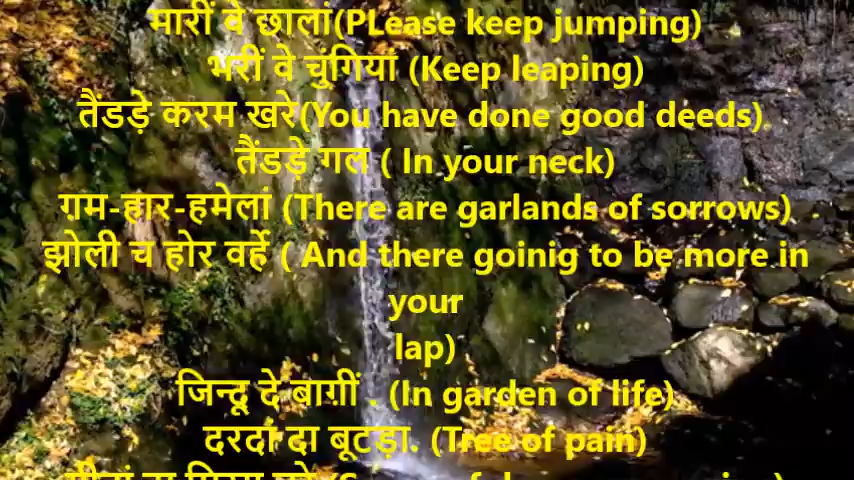 मारीं वे छालां(PLease keep jumping)
भरीं वे चुंगियां (Keep leaping)
तैंडड़े करम खरे(You have done good deeds)
तैंडड़े गल ( In your neck)
ग़म-हार-हमेलां (There are garlands of sorrows)
झोली च होर वर्हे ( And there goinig to be more in
your
lap)
जिन्दू दे बाग़ीं . (In garden of life)
दरदां दा बूटड़ा. (Tree of pain)